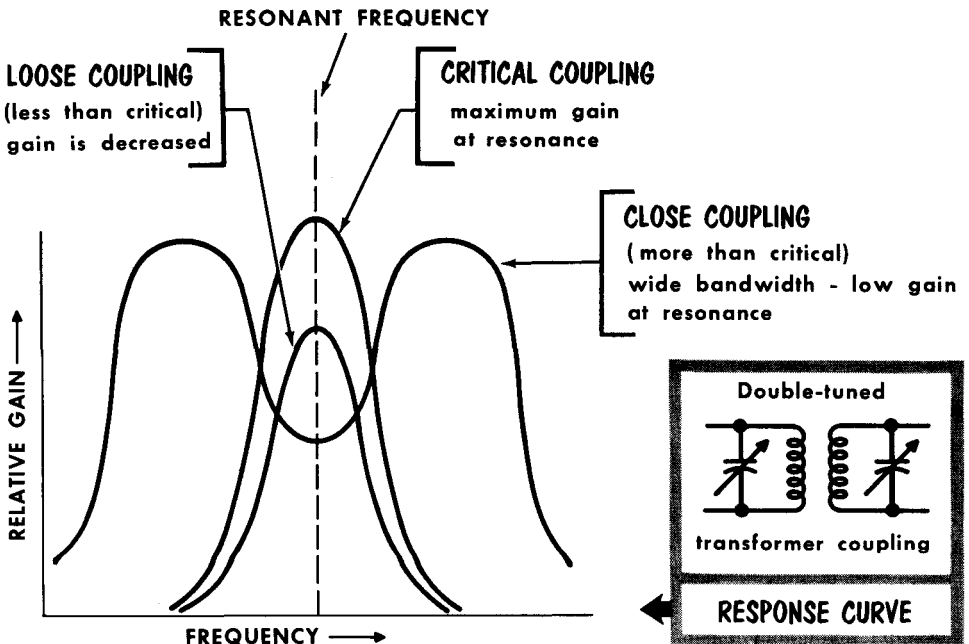 RESONANT FREQUENCY
LOOSE COUPLING
(less than critical)
gain is decreased
CRITICAL COUPLING
maximum gain
at resonance
CLOSE COUPLING
(more than critical)
wide bandwidth - low gain
at resonance
RELATIVE GAIN
FREQUENCY
Double-tuned
transformer coupling
RESPONSE CURVE